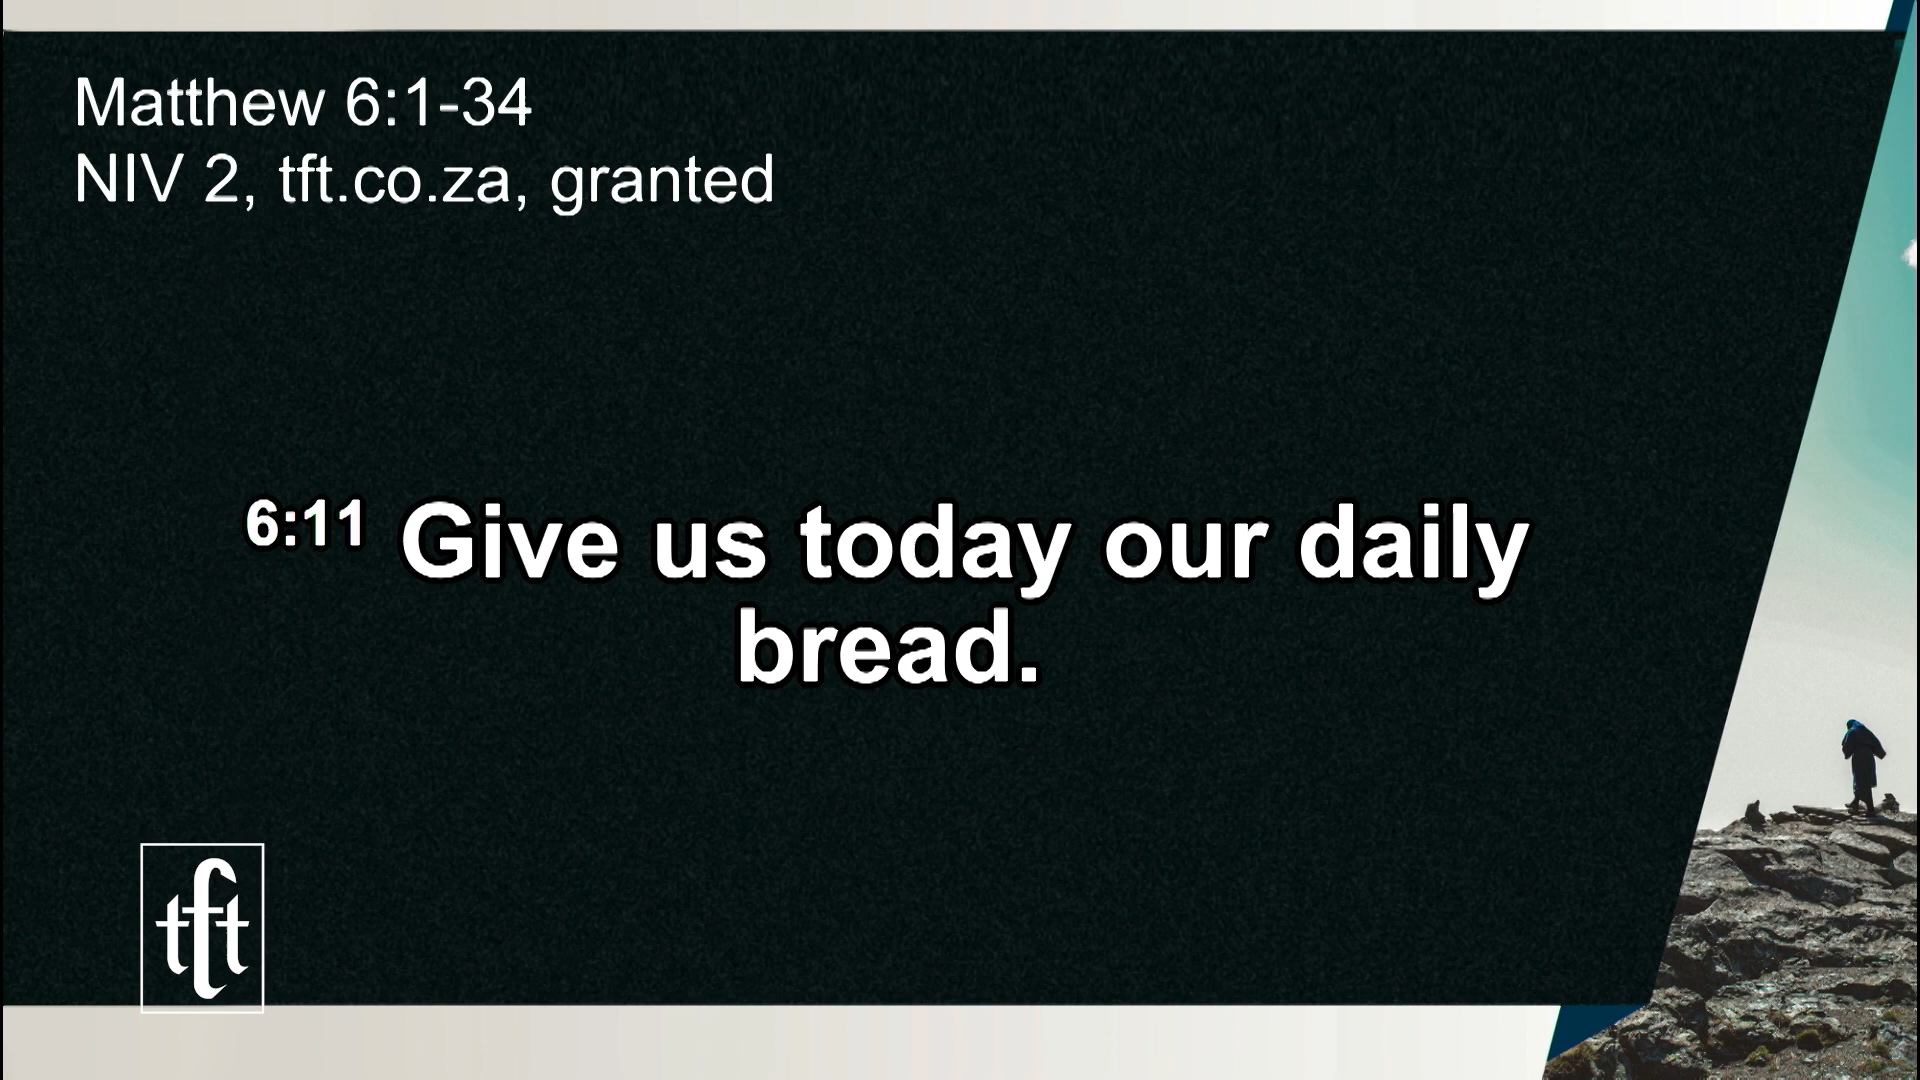 Matthew 6:1-34
NIV 2, tft.co.za, granted
6:11 Give us today our daily
bread.
tft